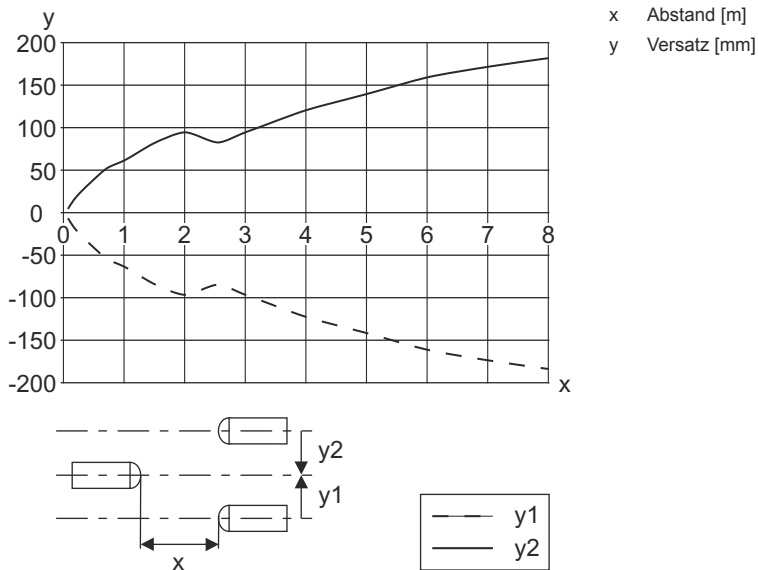 y
x Abstand [m]
y Versatz [mm]
200
150
100
50
0
0 1 2 3 4 5 6 7 8
-50
-100
-150
-200
x
y2
y1
x
y1
y2